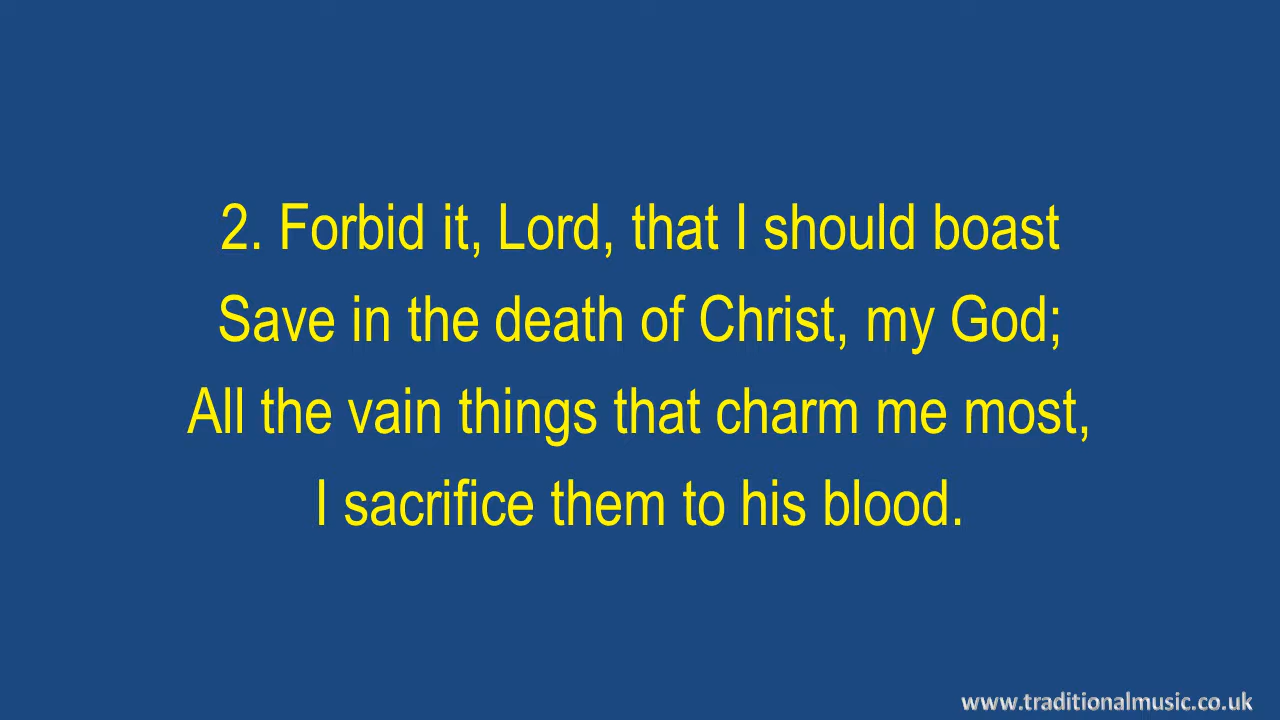 2. Forbid it, Lord, that I should boast
Save in the death of Christ, my God;
All the vain things that charm me most,
I sacrifice them to his blood.
www.traditionalmusic.co.uk